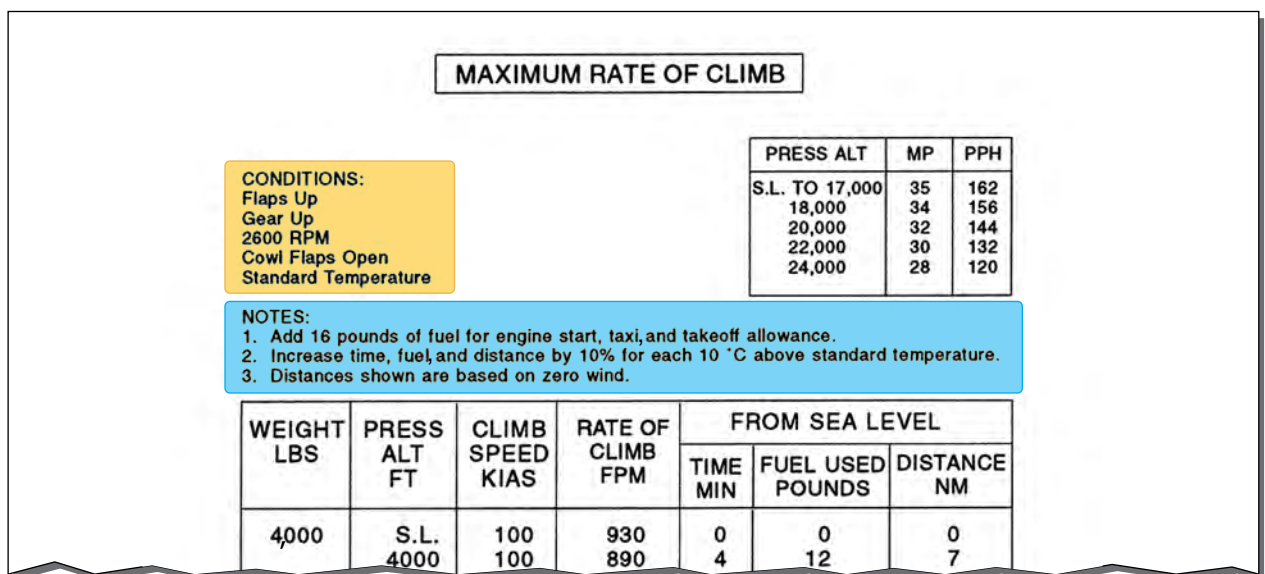 MAXIMUM RATE OF CLIMB
PRESS ALT MP PPH
S.L. TO 17,000 35 162
18,000 34 156
20,000 32 144
22,000 30 132
24,000 28 120
CONDITIONS:
Flaps Up
Gear Up
2600 RPM
Cowl Flaps Open
Standard Temperature
NOTES:
1. Add 16 pounds of fuel for engine start, taxi, and takeoff allowance.
2. Increase time, fuel, and distance by 10% for each 10 °C above standard temperature.
3. Distances shown are based on zero wind.
WEIGHT LBS
PRESS ALT FT
CLIMB SPEED KIAS
RATE OF CLIMB FPM
FROM SEA LEVEL
TIME MIN
FUEL USED POUNDS
DISTANCE NM
4,000 S.L. 100 930 0 0 0
4000 100 890 4 12 7